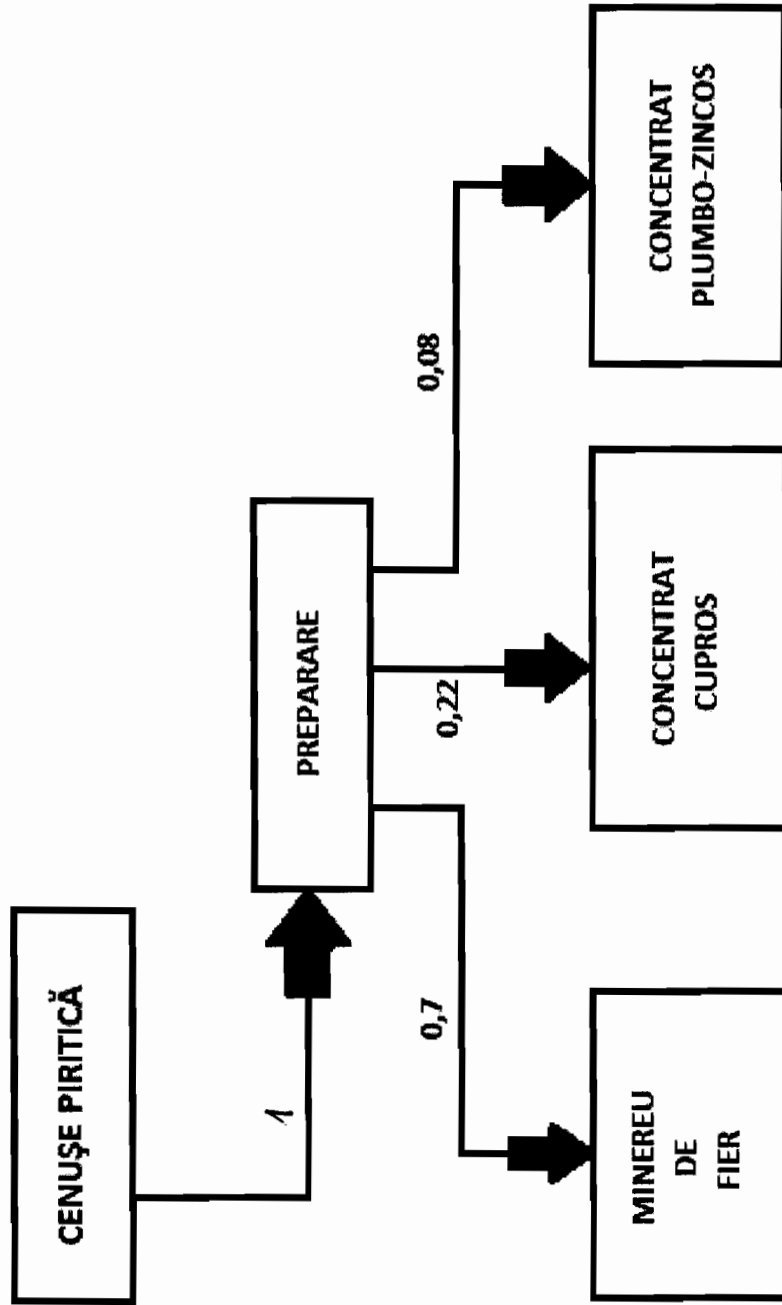 CENUȘE PIRITICĂ
1
PREPARARE
0,7
0,22
0,08
MINEREU
DE
FIER
CONCENTRAT
CUPROS
CONCENTRAT
PLUMBO-ZINCOS